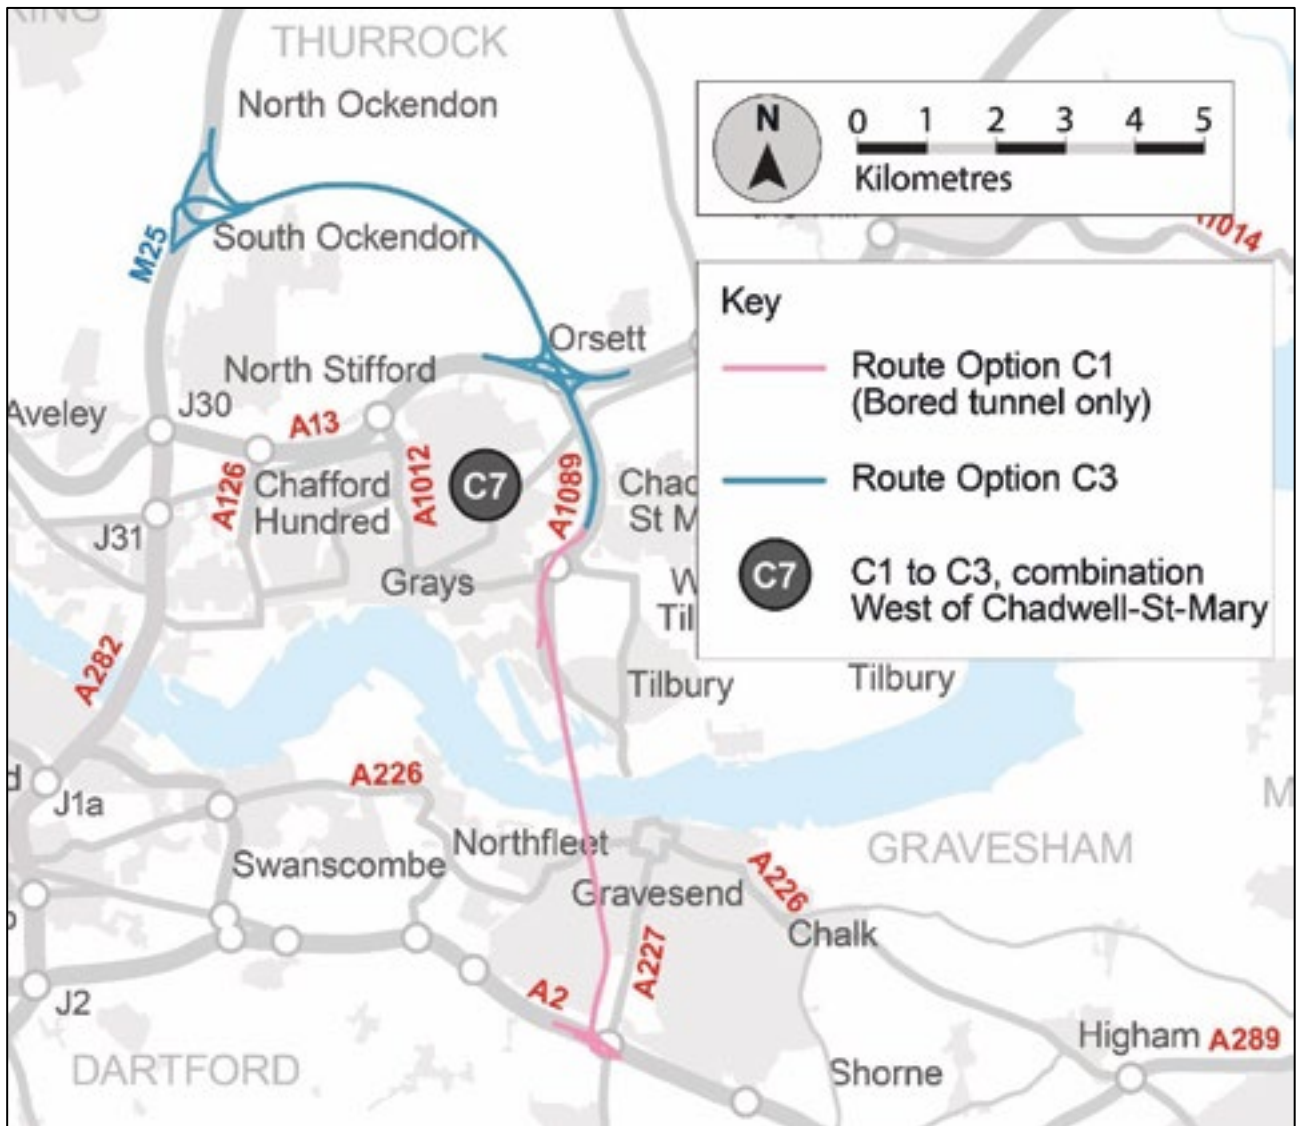 THURROCK
North Ockendon
N
0 1 2 3 4 5
Kilometres
M25
South Ockendon
Key
Orsett
North Stifford
Route Option C1
(Bored tunnel only)
Aveley
J30
A13
A126
Chafford
Hundred
A1012
C7
A1089
Route Option C3
J31
Grays
C7
C1 to C3, combination
West of Chadwell-St-Mary
A282
Tilbury
Tilbury
A226
J1a
Northfleet
GRAVESHAM
Swanscombe
Gravesend
A226
Chalk
A227
A2
J2
Higham
A289
DARTFORD
Shorne